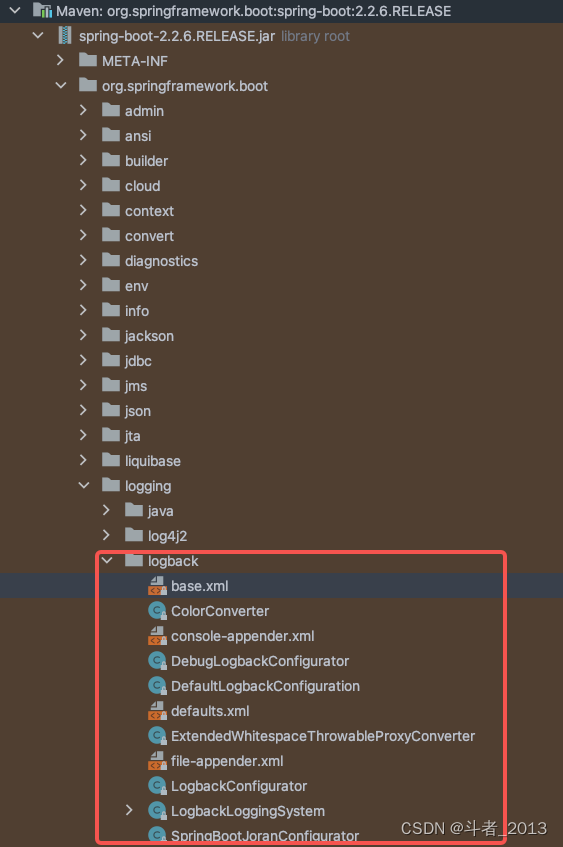 Maven: org.springframework.boot:spring-boot:2.2.6.RELEASE
spring-boot-2.2.6.RELEASE.jar library root
META-INF
org.springframework.boot
admin
ansi
builder
cloud
context
convert
diagnostics
env
info
jackson
jdbc
jms
json
jta
liquibase
logging
java
log4j2
logback
base.xml
ColorConverter
console-appender.xml
DebugLogbackConfigurator
DefaultLogbackConfiguration
defaults.xml
ExtendedWhitespaceThrowableProxyConverter
file-appender.xml
LogbackConfigurator
LogbackLoggingSystem
SpringBootJoranConfigurator
CSDN @斗者_2013